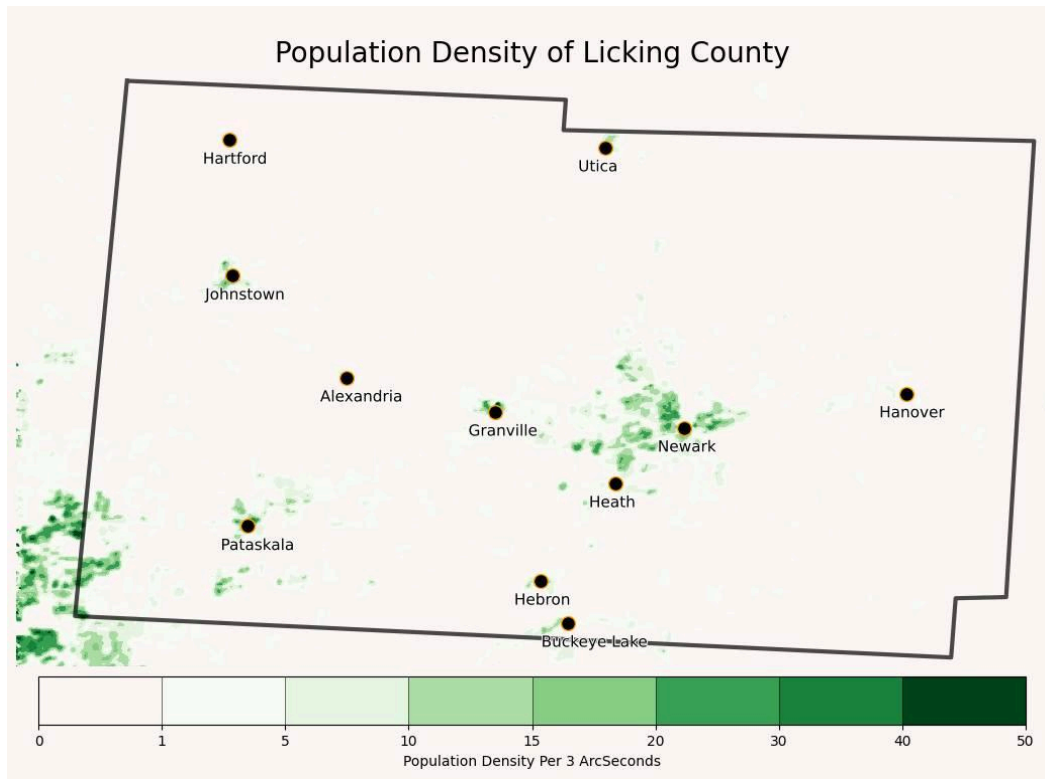 Population Density of Licking County
Hartford
Utica
Johnstown
Alexandria
Granville
Hanover
Newark
Heath
Pataskala
Hebron
Buckeye Lake
0 1 5 10 15 20 30 40 50
Population Density Per 3 ArcSeconds